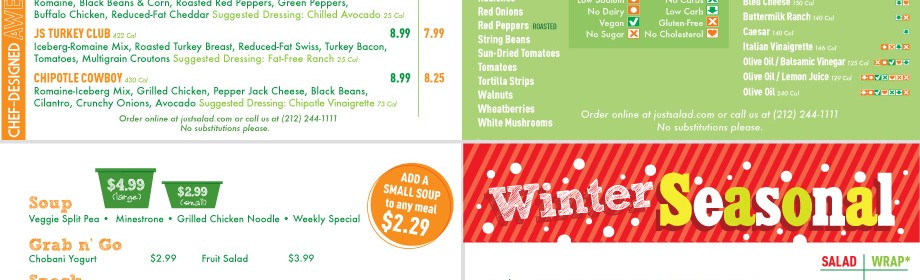 Romaine, Black Beans & Corn, Roasted Red Peppers, Green Peppers,
Buffalo Chicken, Reduced-Fat Cheddar Suggested Dressing: Chilled Avocado 25 Cal
JS TURKEY CLUB 422 Cal 8.99 7.99
Iceberg-Romaine Mix, Roasted Turkey Breast, Reduced-Fat Swiss, Turkey Bacon,
Tomatoes, Multigrain Croutons Suggested Dressing: Fat-Free Ranch 25 Cal
CHIPOTLE COWBOY 430 Cal 8.99 8.25
Romaine-Iceberg Mix, Grilled Chicken, Pepper Jack Cheese, Black Beans,
Cilantro, Crunchy Onions, Avocado Suggested Dressing: Chipotle Vinaigrette 73 Cal
Order online at justsalad.com or call us at (212) 244-1111
No substitutions please.
CHEF-DESIGNED
Red Onions
Red Peppers ROASTED
String Beans
Sun-Dried Tomatoes
Tomatoes
Tortilla Strips
Walnuts
Wheatberries
White Mushrooms
Low Sodium No Carbs
No Dairy Low Carb
Vegan Gluten-Free
No Sugar No Cholesterol
Bleu Cheese 150 Cal
Buttermilk Ranch 140 Cal
Caesar 140 Cal
Italian Vinaigrette 146 Cal
Olive Oil / Balsamic Vinegar 125 Cal
Olive Oil / Lemon Juice 129 Cal
Olive Oil 240 Cal
Order online at justsalad.com or call us at (212) 244-1111
No substitutions please.
$4.99
(large)
$2.99
(small)
ADD A
SMALL SOUP
to any meal
$2.29
Soup
Veggie Split Pea • Minestrone • Grilled Chicken Noodle • Weekly Special
Grab n' Go
Chobani Yogurt $2.99 Fruit Salad $3.99
Winter Seasonal
SALAD WRAP*